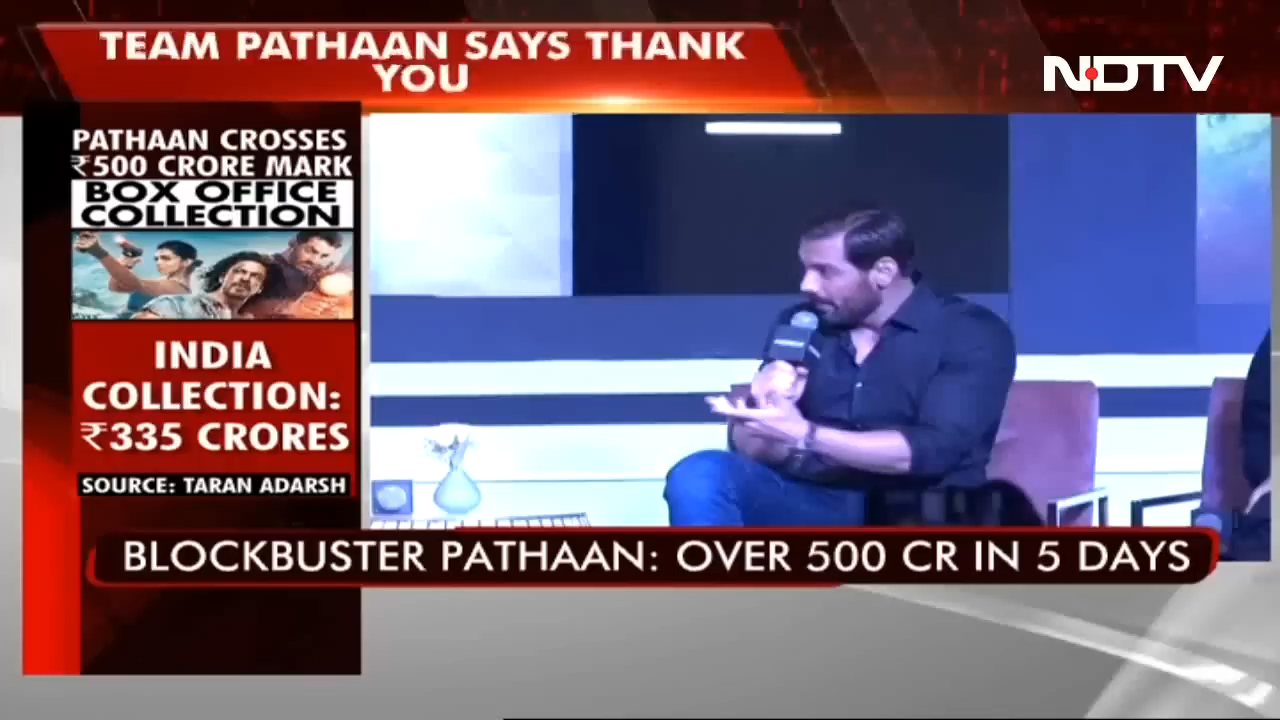 TEAM PATHAAN SAYS THANK
YOU
NDTV
PATHAAN CROSSES
₹500 CRORE MARK
BOX OFFICE
COLLECTION
INDIA
COLLECTION:
₹335 CRORES
SOURCE: TARAN ADARSH
BLOCKBUSTER PATHAAN: OVER 500 CR IN 5 DAYS